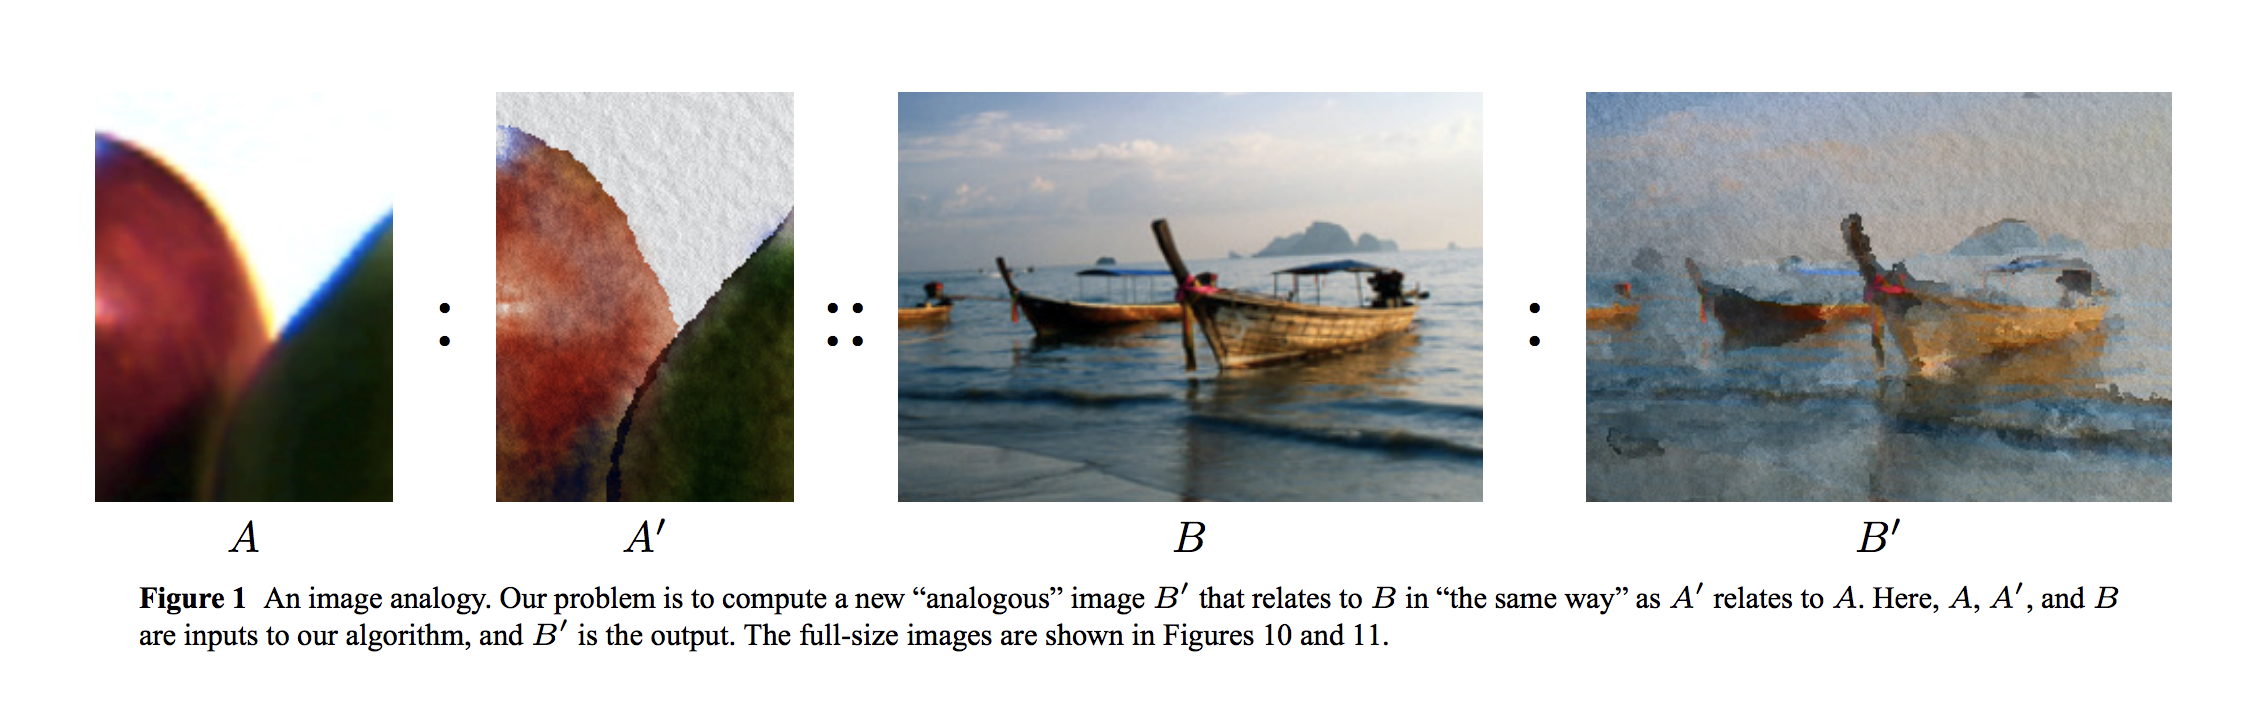 : :: :
A A′ B B′
Figure 1 An image analogy. Our problem is to compute a new “analogous” image B′ that relates to B in “the same way” as A′ relates to A. Here, A, A′, and B
are inputs to our algorithm, and B′ is the output. The full-size images are shown in Figures 10 and 11.